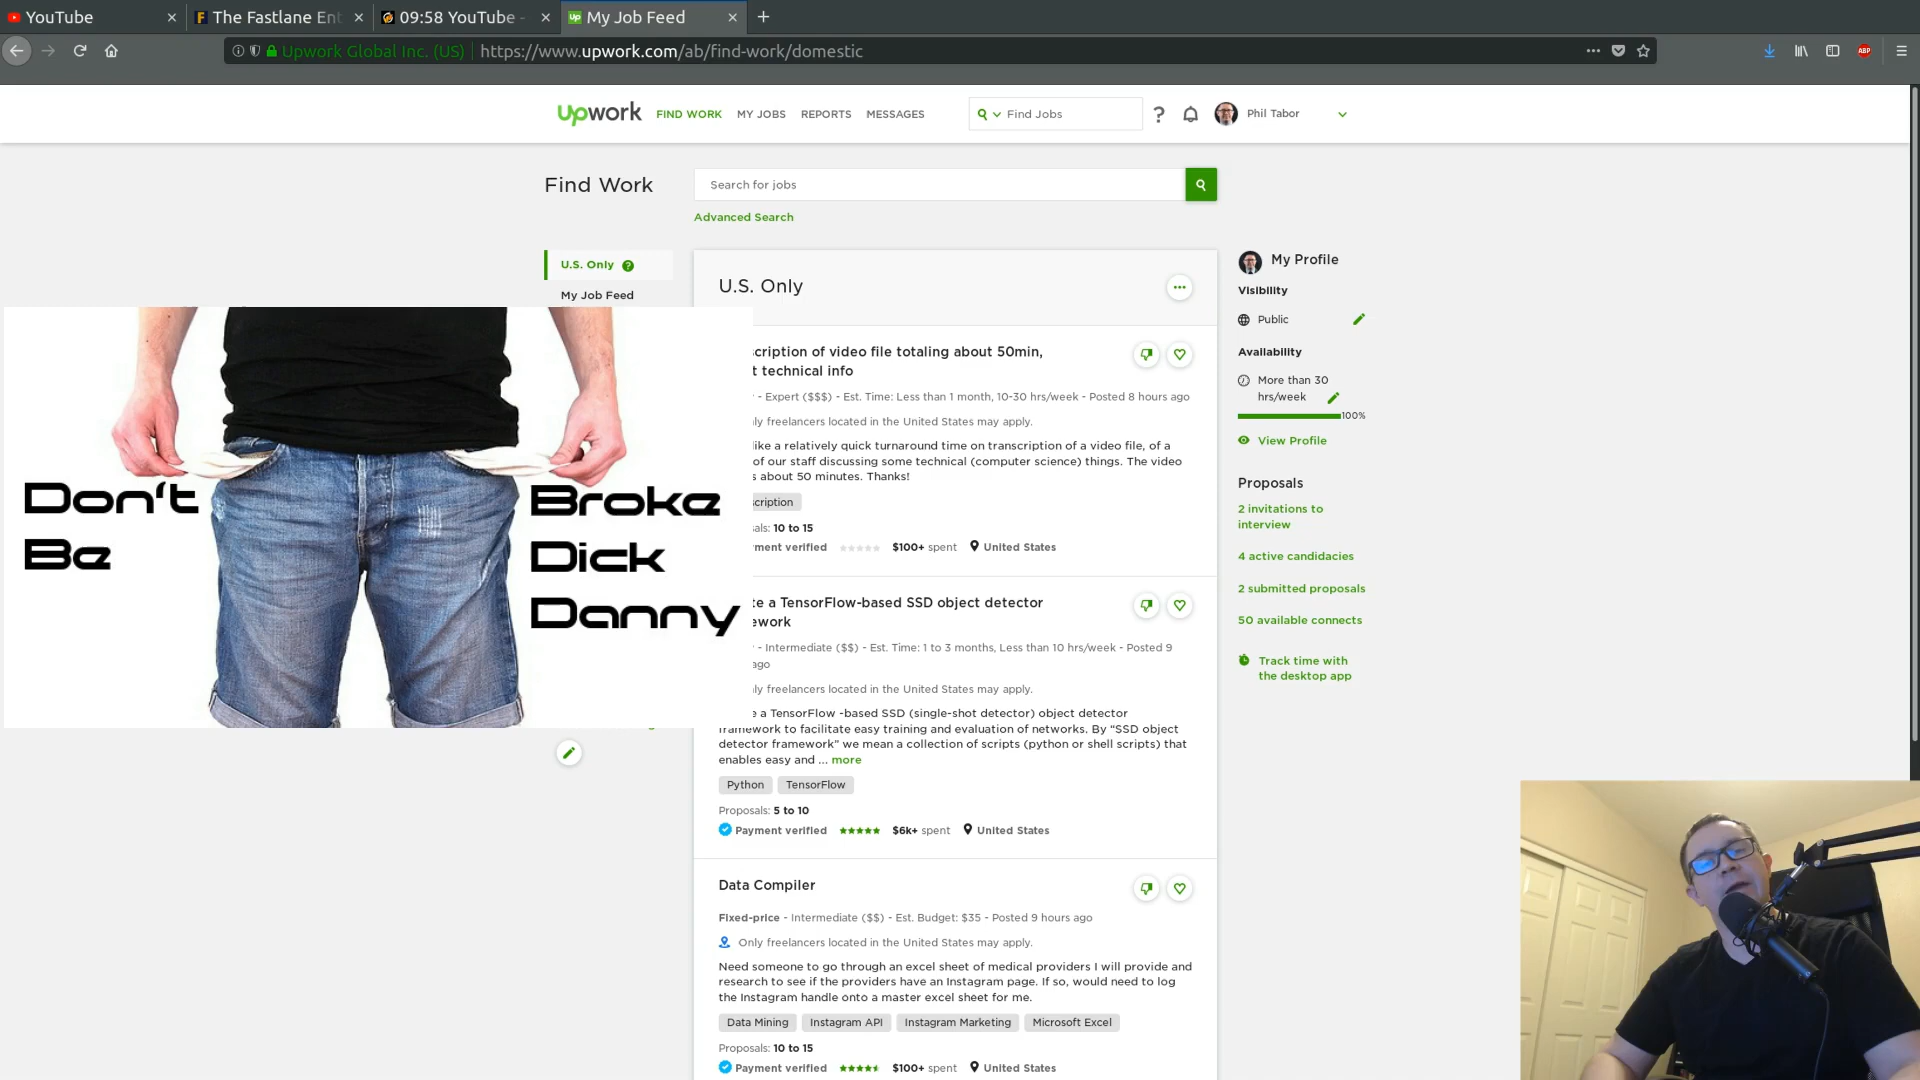 YouTube
The Fastlane Ent
09:58 YouTube -
My Job Feed
Upwork Global Inc. (US)
https://www.upwork.com/ab/find-work/domestic
ABP
upwork
FIND WORK
MY JOBS
REPORTS
MESSAGES
Find Jobs
?
Phil Tabor
Find Work
Search for jobs
Advanced Search
U.S. Only
My Job Feed
Don't
Be
Broke
Dick
Danny
U.S. Only
cription of video file totaling about 50min,
t technical info
- Expert ($$$) - Est. Time: Less than 1 month, 10-30 hrs/week - Posted 8 hours ago
ly freelancers located in the United States may apply.
like a relatively quick turnaround time on transcription of a video file, of a
of our staff discussing some technical (computer science) things. The video
s about 50 minutes. Thanks!
cription
sals: 10 to 15
ment verified
$100+ spent
United States
te a TensorFlow-based SSD object detector
ework
- Intermediate ($$) - Est. Time: 1 to 3 months, Less than 10 hrs/week - Posted 9
ago
ly freelancers located in the United States may apply.
e a TensorFlow -based SSD (single-shot detector) object detector
framework to facilitate easy training and evaluation of networks. By “SSD object
detector framework” we mean a collection of scripts (python or shell scripts) that
enables easy and ... more
Python
TensorFlow
Proposals: 5 to 10
Payment verified
$6k+ spent
United States
Data Compiler
Fixed-price - Intermediate ($$) - Est. Budget: $35 - Posted 9 hours ago
Only freelancers located in the United States may apply.
Need someone to go through an excel sheet of medical providers I will provide and
research to see if the providers have an Instagram page. If so, would need to log
the Instagram handle onto a master excel sheet for me.
Data Mining
Instagram API
Instagram Marketing
Microsoft Excel
Proposals: 10 to 15
Payment verified
$100+ spent
United States
My Profile
Visibility
Public
Availability
More than 30
hrs/week
100%
View Profile
Proposals
2 invitations to
interview
4 active candidacies
2 submitted proposals
50 available connects
Track time with
the desktop app